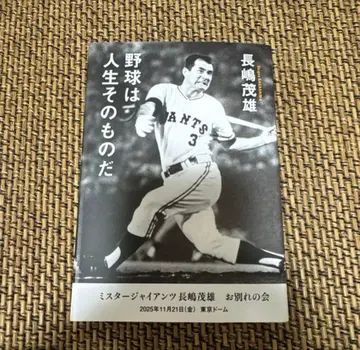 長嶋茂雄
野球は
人生そのものだ
GIANTS
3
ミスタージャイアンツ 長嶋茂雄 お別れの会
2025年11月21日(金) 東京ドーム